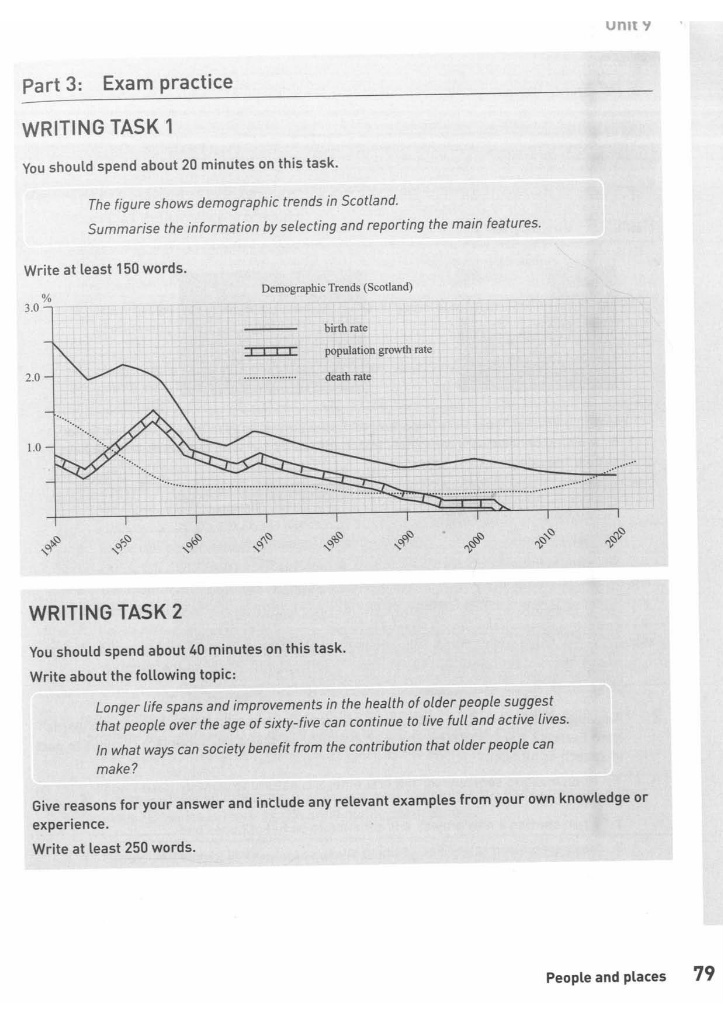 Unit 9
Part 3: Exam practice
WRITING TASK 1
You should spend about 20 minutes on this task.
The figure shows demographic trends in Scotland.
Summarise the information by selecting and reporting the main features.
Write at least 150 words.
Demographic Trends (Scotland)
%
3.0
birth rate
population growth rate
2.0
death rate
1.0
1940
1950
1960
1970
1980
1990
2000
2010
2020
WRITING TASK 2
You should spend about 40 minutes on this task.
Write about the following topic:
Longer life spans and improvements in the health of older people suggest
that people over the age of sixty-five can continue to live full and active lives.
In what ways can society benefit from the contribution that older people can
make?
Give reasons for your answer and include any relevant examples from your own knowledge or
experience.
Write at least 250 words.
People and places 79